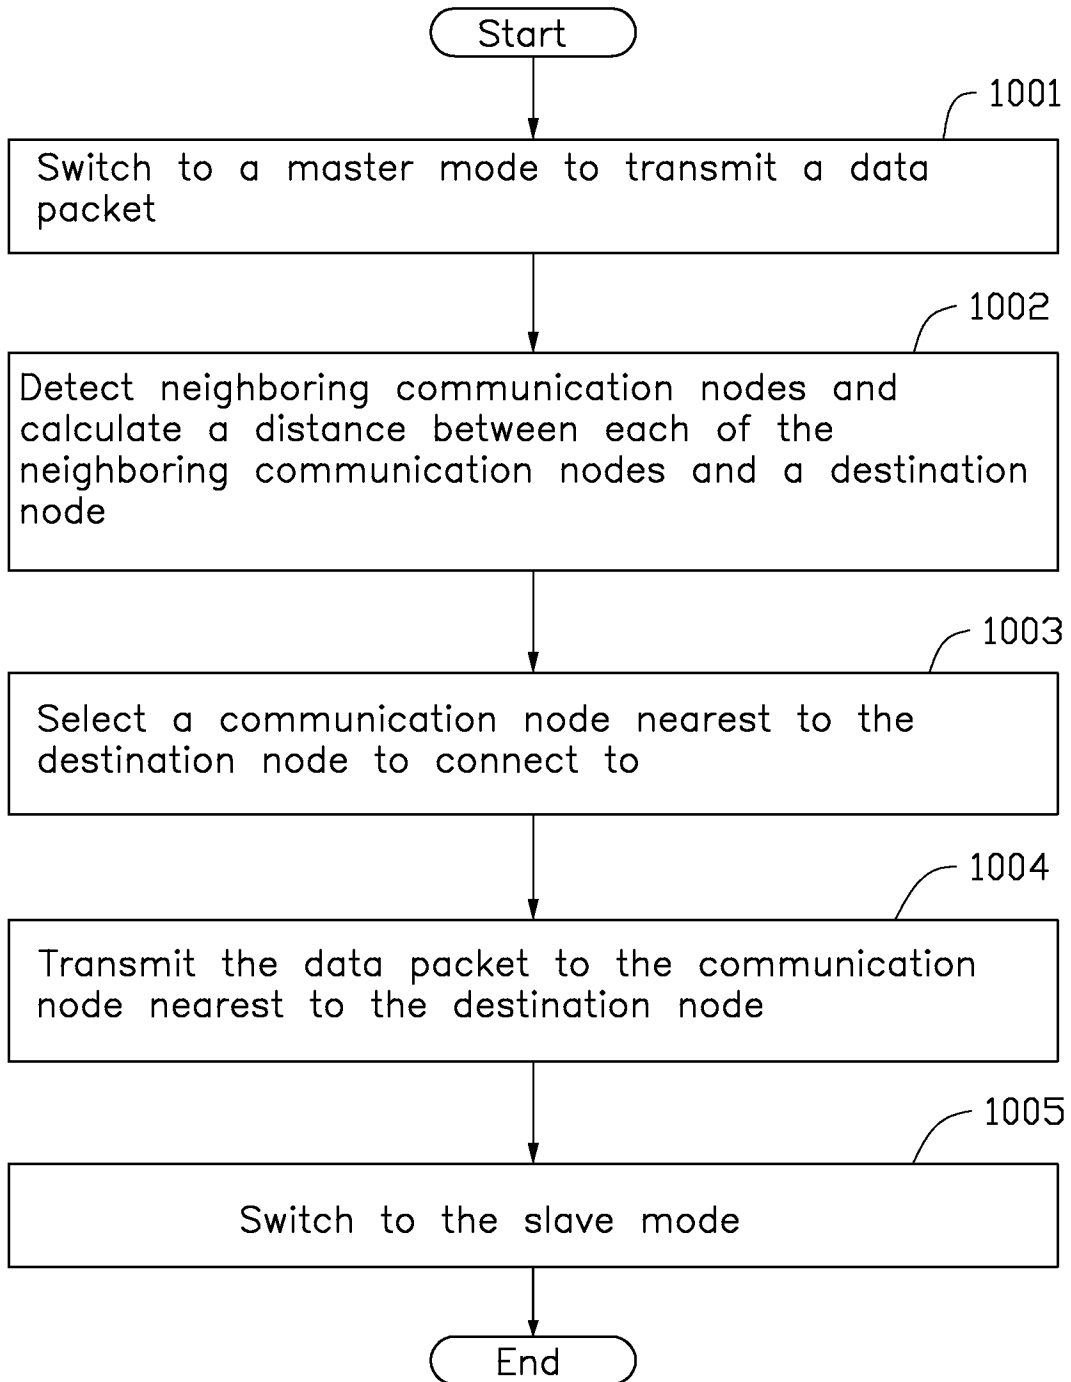 Start
1001
Switch to a master mode to transmit a data
packet
1002
Detect neighboring communication nodes and
calculate a distance between each of the
neighboring communication nodes and a destination
node
1003
Select a communication node nearest to the
destination node to connect to
1004
Transmit the data packet to the communication
node nearest to the destination node
1005
Switch to the slave mode
End